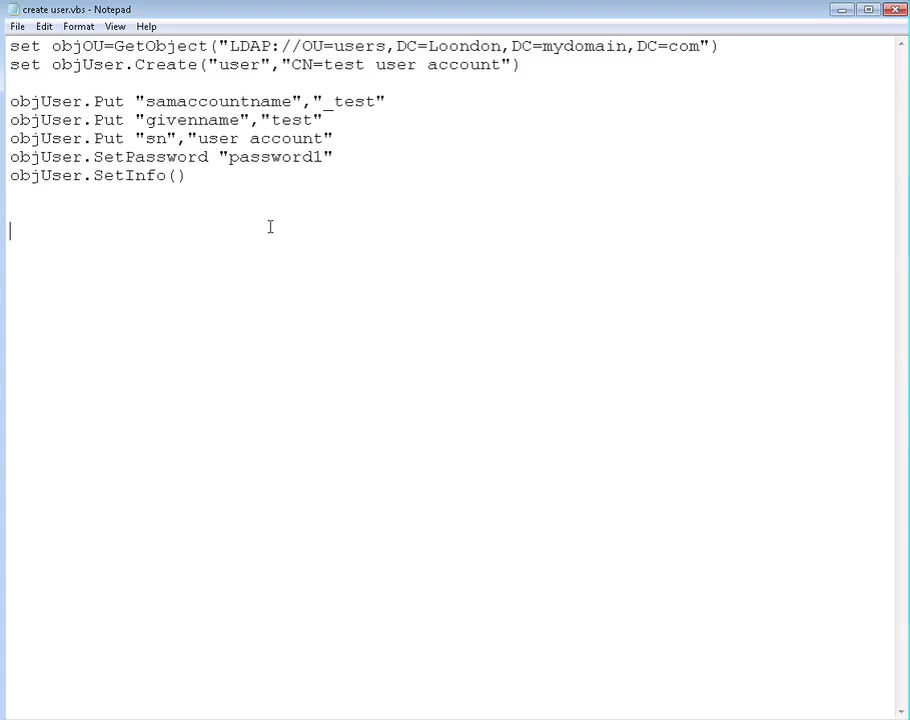 create user.vbs - Notepad
File Edit Format View Help
set objOU=GetObject("LDAP://OU=users,DC=Loondon,DC=mydomain,DC=com")
set objUser.Create("user","CN=test user account")
objUser.Put "samaccountname","_test"
objUser.Put "givenname","test"
objUser.Put "sn","user account"
objUser.SetPassword "password1"
objUser.SetInfo()